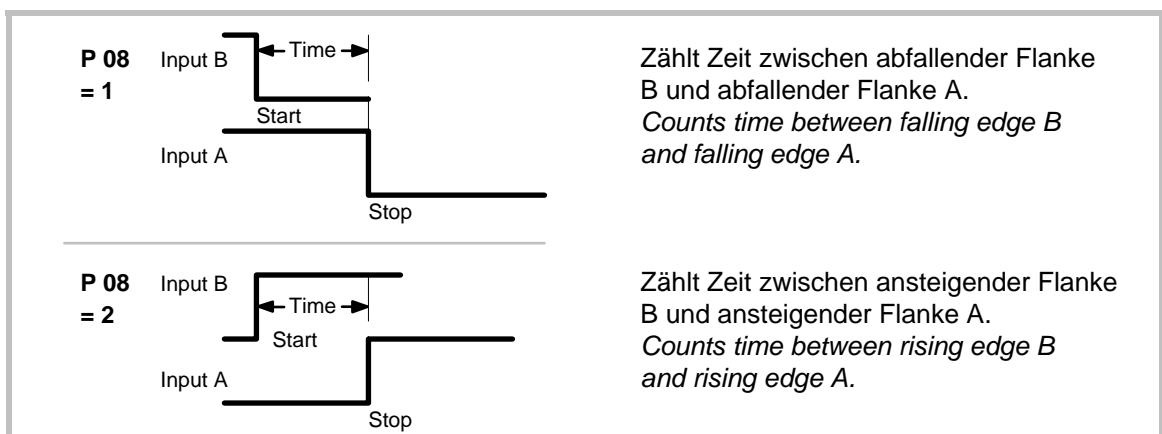 P 08
= 1
Input B
Time
Start
Input A
Stop
Zählt Zeit zwischen abfallender Flanke
B und abfallender Flanke A.
Counts time between falling edge B
and falling edge A.
P 08
= 2
Input B
Time
Start
Input A
Stop
Zählt Zeit zwischen ansteigender Flanke
B und ansteigender Flanke A.
Counts time between rising edge B
and rising edge A.